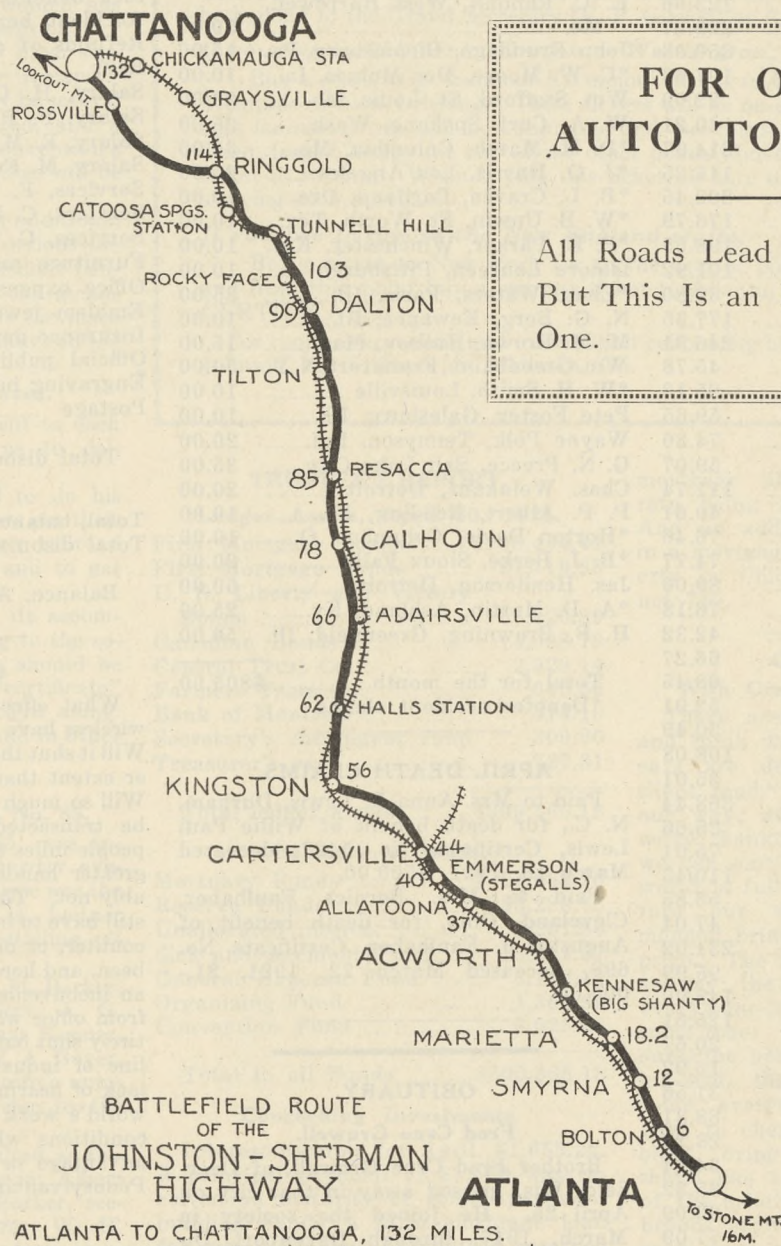 CHATTANOOGA
LOOKOUT. MT.
132
CHICKAMAUGA STA
ROSSVILLE
GRAYSVILLE
114
RINGGOLD
CATOOSA SPGS.
STATION
TUNNELL HILL
ROCKY FACE
103
99
DALTON
TILTON
85
RESACCA
78
CALHOUN
66
ADAIRSVILLE
62
HALLS STATION
KINGSTON
56
CARTERSVILLE
44
40
EMMERSON
(STEGALLS)
ALLATOONA
37
ACWORTH
KENNESAW
(BIG SHANTY)
MARIETTA
18.2
SMYRNA
12
BOLTON
6
ATLANTA
TO STONE MT.
16M.
BATTLEFIELD ROUTE
OF THE
JOHNSTON-SHERMAN
HIGHWAY
ATLANTA TO CHATTANOOGA, 132 MILES.
FOR O
AUTO TO
All Roads Lead
But This Is an
One.